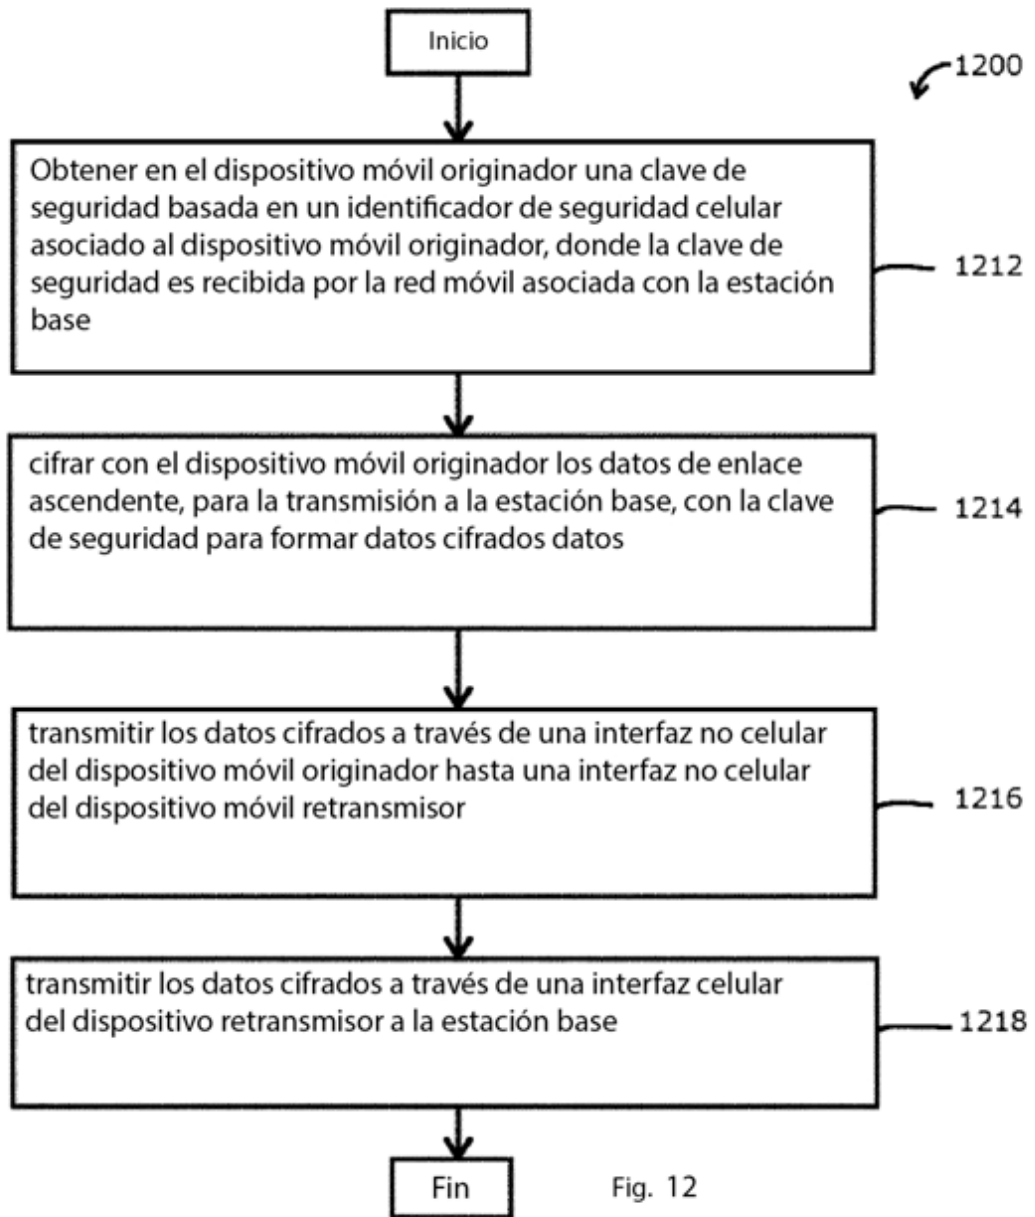 Inicio
1200
Obtener en el dispositivo móvil originador una clave de
seguridad basada en un identificador de seguridad celular
asociado al dispositivo móvil originador, donde la clave de
seguridad es recibida por la red móvil asociada con la estación
base
1212
cifrar con el dispositivo móvil originador los datos de enlace
ascendente, para la transmisión a la estación base, con la clave
de seguridad para formar datos cifrados datos
1214
transmitir los datos cifrados a través de una interfaz no celular
del dispositivo móvil originador hasta una interfaz no celular
del dispositivo móvil retransmisor
1216
transmitir los datos cifrados a través de una interfaz celular
del dispositivo retransmisor a la estación base
1218
Fin
Fig. 12